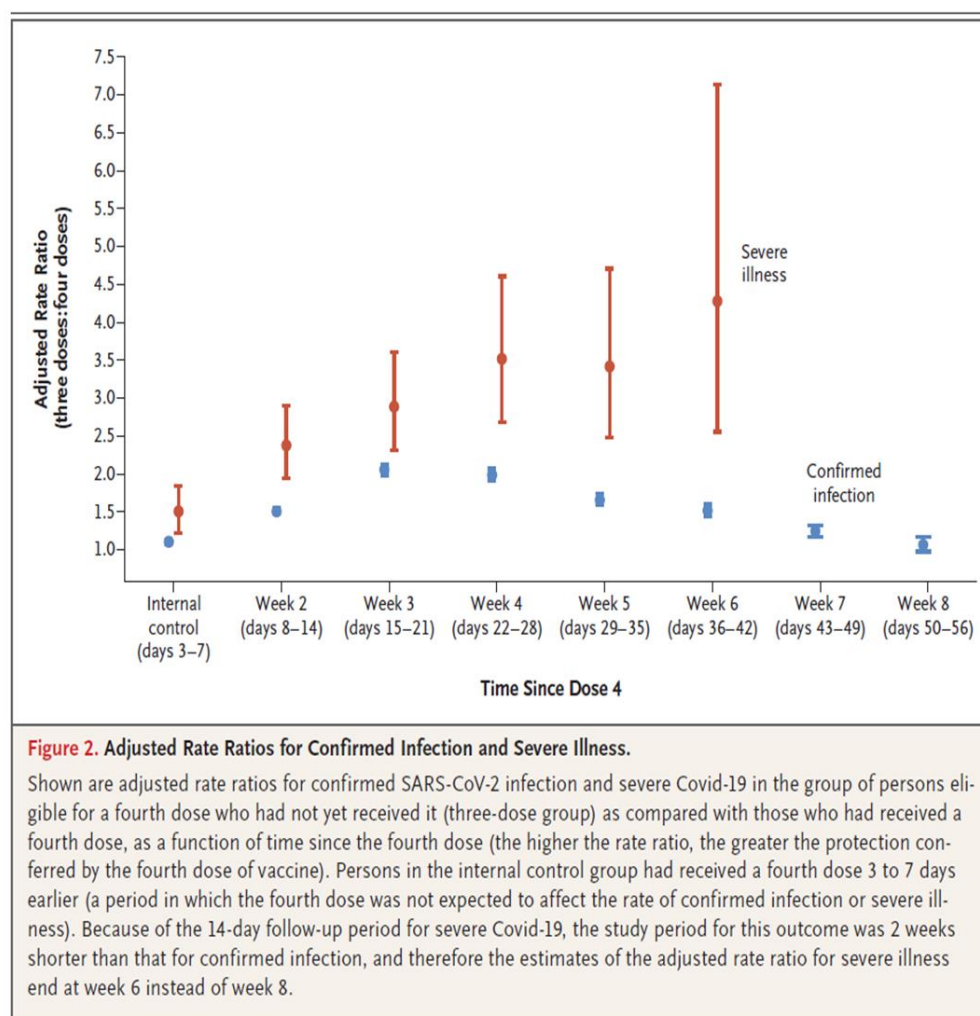 7.5
7.0
6.5
6.0
5.5
5.0
4.5
4.0
3.5
3.0
2.5
2.0
1.5
1.0
Adjusted Rate Ratio
(three doses:four doses)
Severe
illness
Confirmed
infection
Internal
control
(days 3–7)
Week 2
(days 8–14)
Week 3
(days 15–21)
Week 4
(days 22–28)
Week 5
(days 29–35)
Week 6
(days 36–42)
Week 7
(days 43–49)
Week 8
(days 50–56)
Time Since Dose 4
Figure 2. Adjusted Rate Ratios for Confirmed Infection and Severe Illness.
Shown are adjusted rate ratios for confirmed SARS-CoV-2 infection and severe Covid-19 in the group of persons eli-
gible for a fourth dose who had not yet received it (three-dose group) as compared with those who had received a
fourth dose, as a function of time since the fourth dose (the higher the rate ratio, the greater the protection con-
ferred by the fourth dose of vaccine). Persons in the internal control group had received a fourth dose 3 to 7 days
earlier (a period in which the fourth dose was not expected to affect the rate of confirmed infection or severe ill-
ness). Because of the 14-day follow-up period for severe Covid-19, the study period for this outcome was 2 weeks
shorter than that for confirmed infection, and therefore the estimates of the adjusted rate ratio for severe illness
end at week 6 instead of week 8.